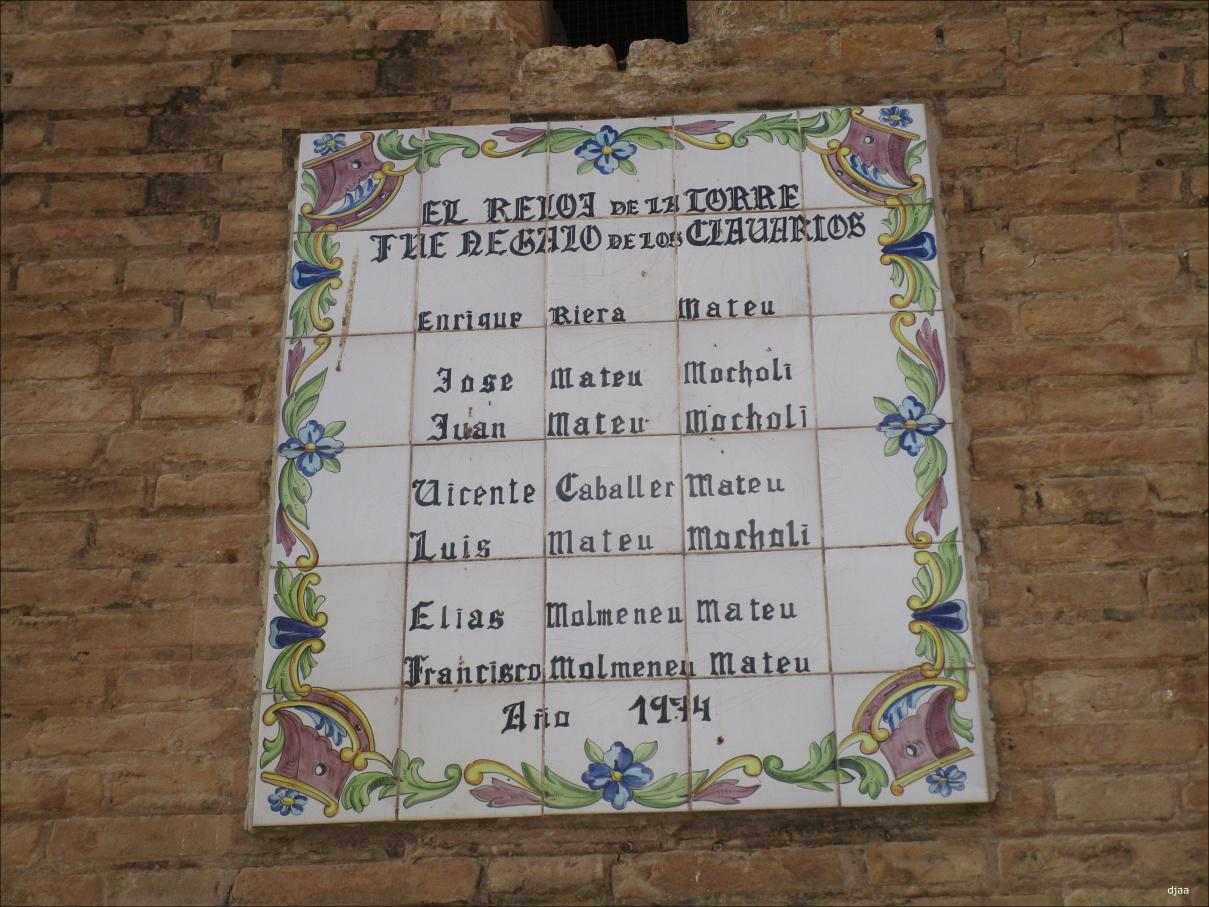 EL RELOJ DE LA TORRE
FUE REGALO DE LOS CLAVARIOS
Enrique Riera Mateu
Jose Mateu Mocholi
Juan Mateu Mocholi
Vicente Caballer Mateu
Luis Mateu Mocholi
Elias Molmeneu Mateu
Francisco Molmeneu Mateu
Año 1974
djaa